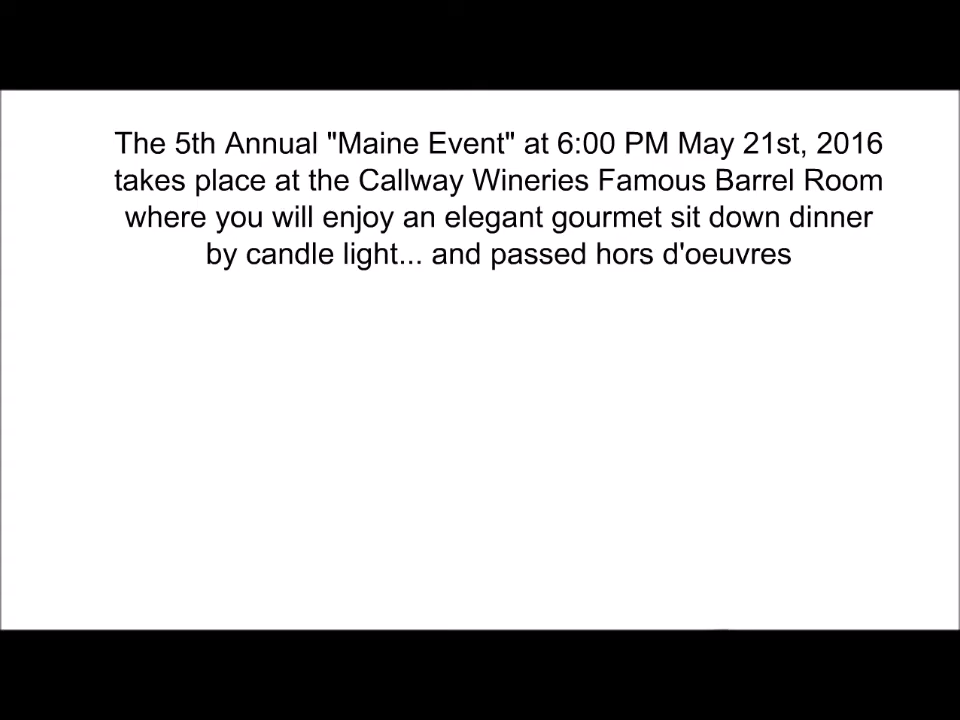 The 5th Annual "Maine Event" at 6:00 PM May 21st, 2016
takes place at the Callway Wineries Famous Barrel Room
where you will enjoy an elegant gourmet sit down dinner
by candle light... and passed hors d'oeuvres